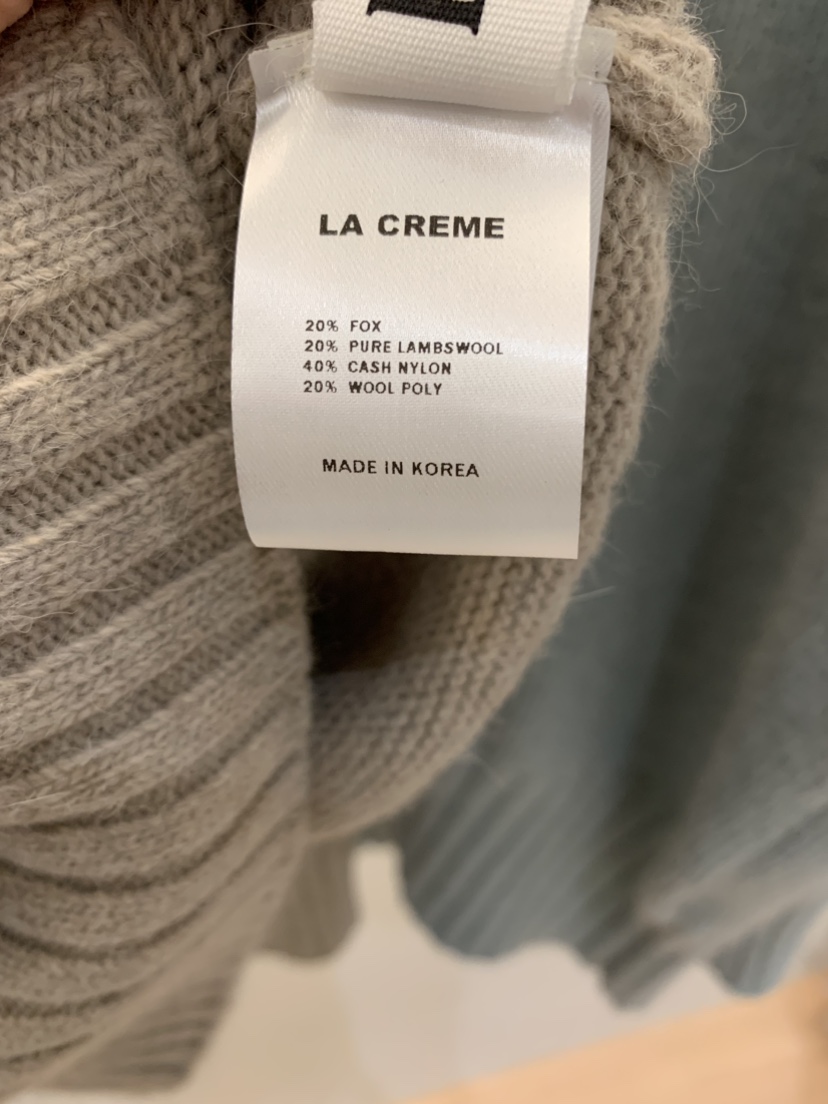 LA CREME
20% FOX
20% PURE LAMBSWOOL
40% CASH NYLON
20% WOOL POLY
MADE IN KOREA